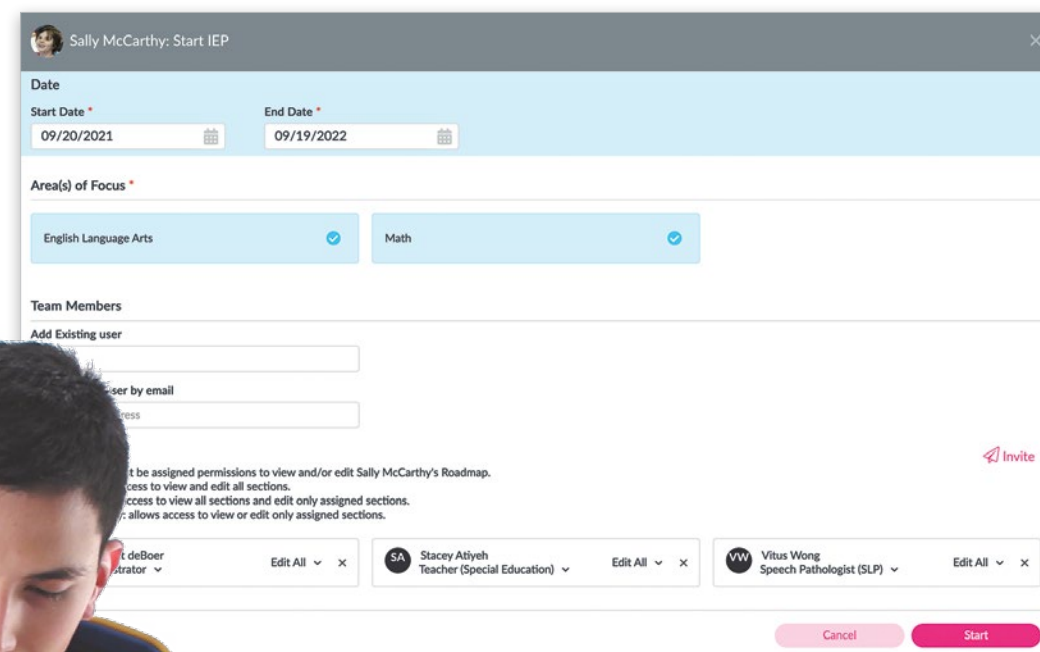 Sally McCarthy: Start IEP
Date
Start Date * End Date *
09/20/2021 09/19/2022
Area(s) of Focus *
English Language Arts Math
Team Members
Add Existing user
ser by email
ress
Invite
t be assigned permissions to view and/or edit Sally McCarthy's Roadmap.
cess to view and edit all sections.
ccess to view all sections and edit only assigned sections.
: allows access to view or edit only assigned sections.
t deBoer Edit All SA Stacey Atiyeh Edit All VW Vitus Wong Edit All
strator Teacher (Special Education) Speech Pathologist (SLP)
Cancel Start